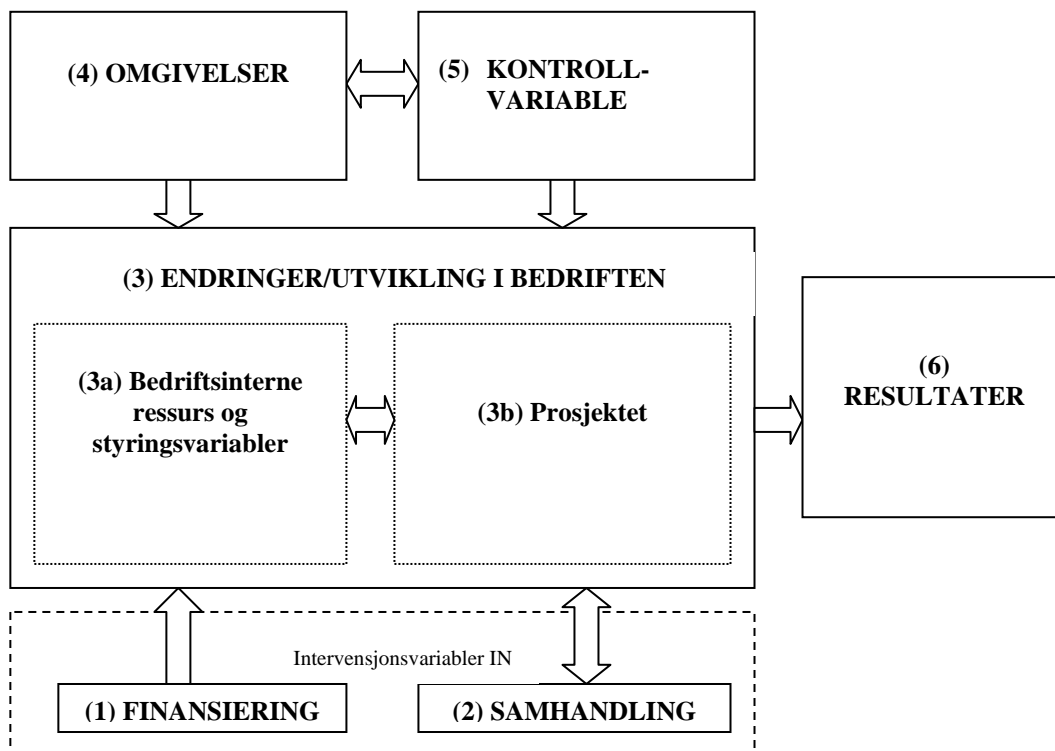 (4) OMGIVELSER
(5) KONTROLL-
VARIABLE
(3) ENDRINGER/UTVIKLING I BEDRIFTEN
(3a) Bedriftsinterne
ressurs og
styringsvariabler
(3b) Prosjektet
(6)
RESULTATER
Intervensjonsvariabler IN
(1) FINANSIERING
(2) SAMHANDLING